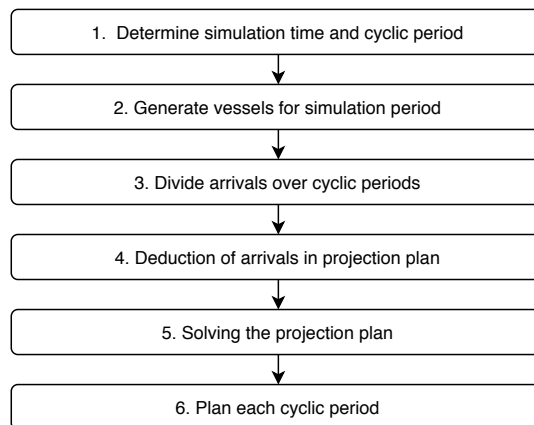 1. Determine simulation time and cyclic period
2. Generate vessels for simulation period
3. Divide arrivals over cyclic periods
4. Deduction of arrivals in projection plan
5. Solving the projection plan
6. Plan each cyclic period